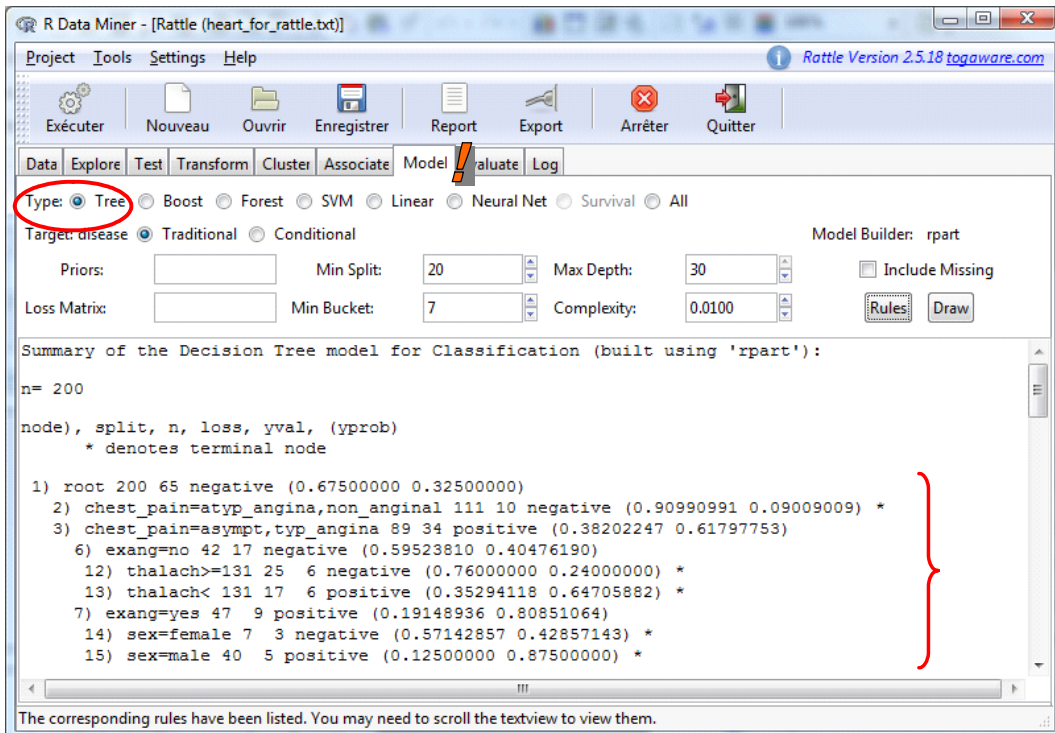 R Data Miner - [Rattle (heart_for_rattle.txt)]
Project Tools Settings Help Rattle Version 2.5.18 togaware.com
Exécuter Nouveau Ouvrir Enregistrer Report Export Arrêter Quitter
Data Explore Test Transform Cluster Associate Model Evaluate Log
Type: Tree Boost Forest SVM Linear Neural Net Survival All
Target: disease Traditional Conditional Model Builder: rpart
Priors: Min Split: 20 Max Depth: 30 Include Missing
Loss Matrix: Min Bucket: 7 Complexity: 0.0100 Rules Draw
Summary of the Decision Tree model for Classification (built using 'rpart'):
n= 200
node), split, n, loss, yval, (yprob)
* denotes terminal node
1) root 200 65 negative (0.67500000 0.32500000)
2) chest_pain=atyp_angina,non_anginal 111 10 negative (0.90990991 0.09009009) *
3) chest_pain=asympt,typ_angina 89 34 positive (0.38202247 0.61797753)
6) exang=no 42 17 negative (0.59523810 0.40476190)
12) thalach>=131 25 6 negative (0.76000000 0.24000000) *
13) thalach< 131 17 6 positive (0.35294118 0.64705882) *
7) exang=yes 47 9 positive (0.19148936 0.80851064)
14) sex=female 7 3 negative (0.57142857 0.42857143) *
15) sex=male 40 5 positive (0.12500000 0.87500000) *
The corresponding rules have been listed. You may need to scroll the textview to view them.